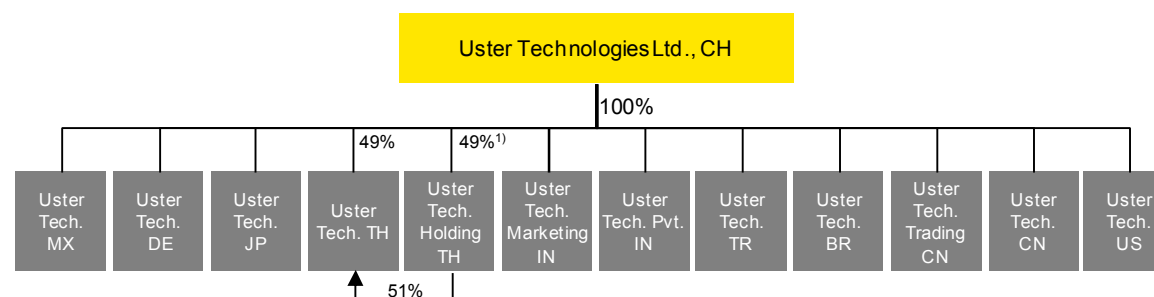 Uster Technologies Ltd., CH
100%
49%
49%1)
Uster
Tech.
MX
Uster
Tech.
DE
Uster
Tech.
JP
Uster
Tech. TH
Uster
Tech.
Holding
TH
Uster
Tech.
Marketing
IN
Uster
Tech. Pvt.
IN
Uster
Tech.
TR
Uster
Tech.
BR
Uster
Tech.
Trading
CN
Uster
Tech.
CN
Uster
Tech.
US
51%